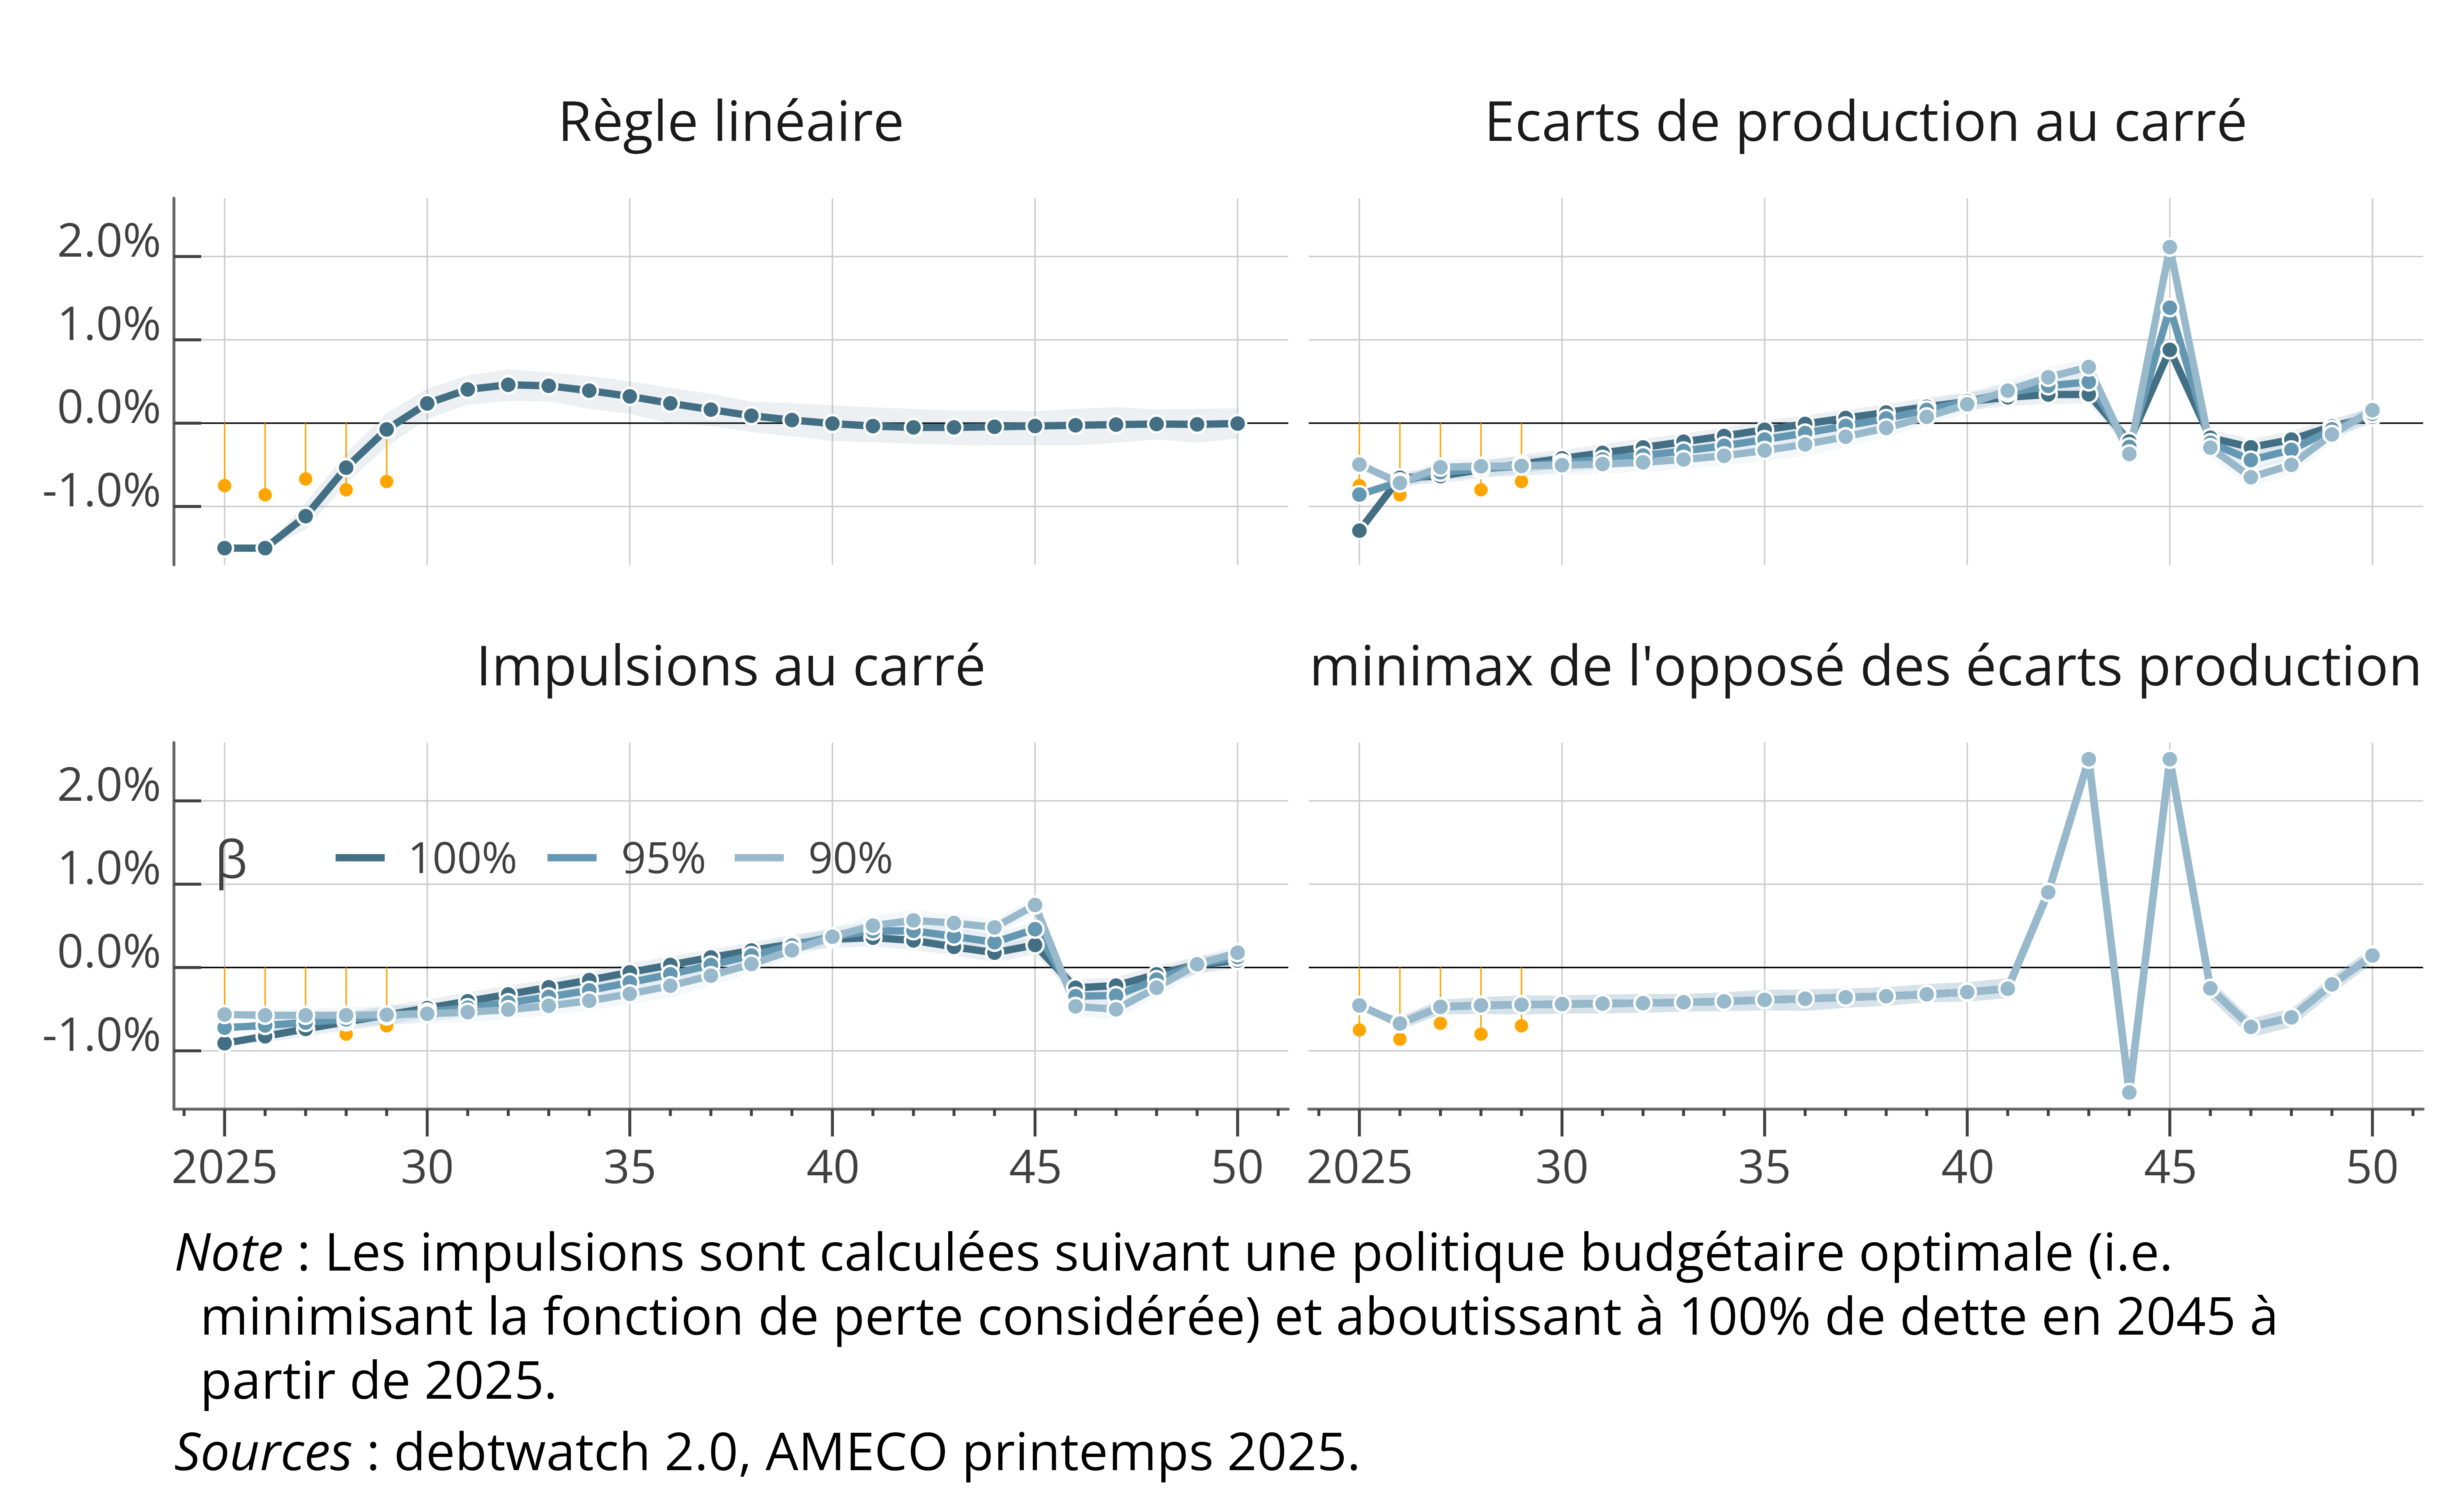 Règle linéaire
Ecarts de production au carré
2.0%
1.0%
0.0%
-1.0%
Impulsions au carré
minimax de l'opposé des écarts production
2.0%
1.0%
0.0%
-1.0%
β 100% 95% 90%
2025 30 35 40 45 50
2025 30 35 40 45 50
Note : Les impulsions sont calculées suivant une politique budgétaire optimale (i.e.
minimisant la fonction de perte considérée) et aboutissant à 100% de dette en 2045 à
partir de 2025.
Sources : debtwatch 2.0, AMECO printemps 2025.